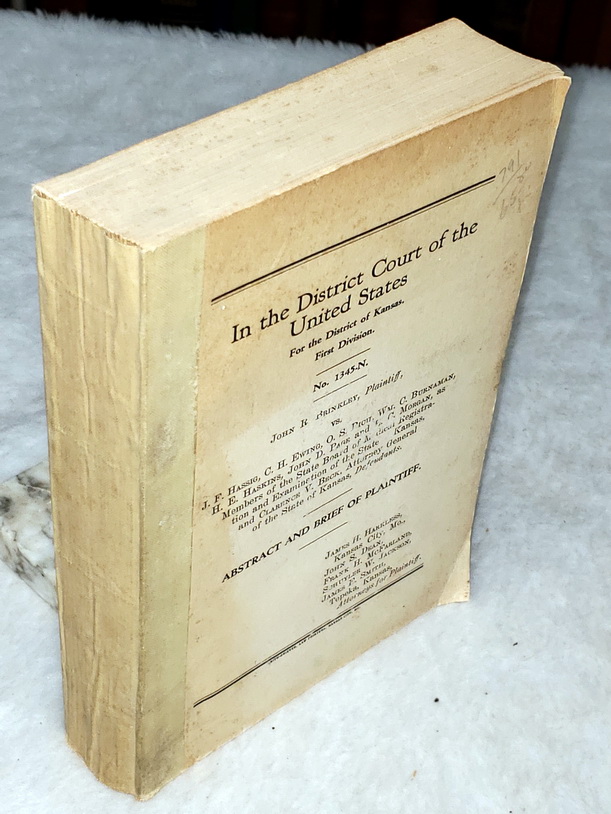 In the District Court of the
United States
For the District of Kansas.
First Division.
No. 1345-N.
JOHN R. BRINKLEY, Plaintiff,
vs.
J. F. HASSIG, C. H. EWING, O. S. RICH, WM. C. BURNAMAN,
H. E. HASKINS, JOHN D. PACE and MORGAN, as
Members of the State Board of Medical Registra-
tion and Examination of the State Kansas,
and CLARENCE V. BECK, Attorney General
of the State of Kansas, Defendants.
ABSTRACT AND BRIEF OF PLAINTIFF.
JAMES H. HARKLESS,
Kansas City, Mo.,
JOHN S. DEAN,
FRANK H. MCFARLAND,
SCHUYLER W. JACKSON,
JAMES E. SMITH,
Topeka, Kansas,
Attorneys for Plaintiff.